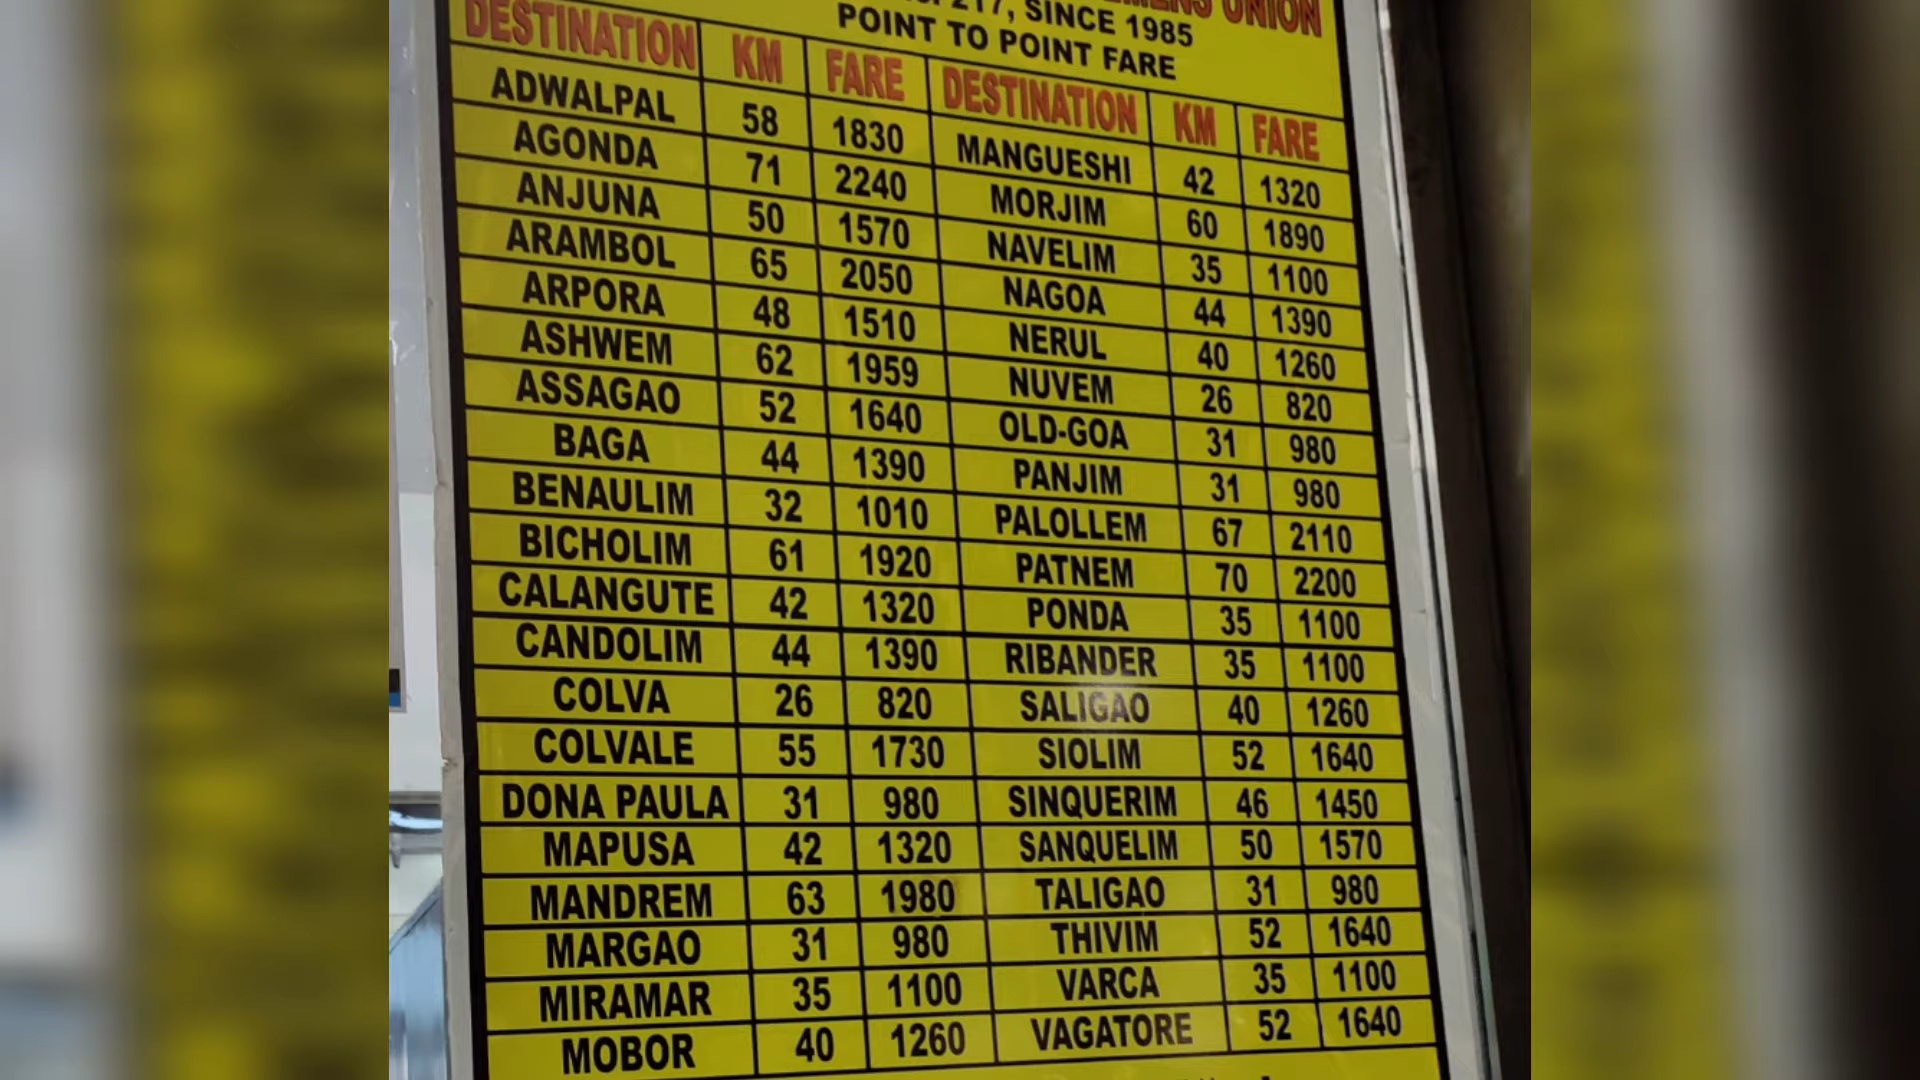 UNION
217, SINCE 1985
POINT TO POINT FARE
DESTINATION KM FARE DESTINATION KM FARE
ADWALPAL 58 1830 MANGUESHI 42 1320
AGONDA 71 2240 MORJIM 60 1890
ANJUNA 50 1570 NAVELIM 35 1100
ARAMBOL 65 2050 NAGOA 44 1390
ARPORA 48 1510 NERUL 40 1260
ASHWEM 62 1959 NUVEM 26 820
ASSAGAO 52 1640 OLD-GOA 31 980
BAGA 44 1390 PANJIM 31 980
BENAULIM 32 1010 PALOLLEM 67 2110
BICHOLIM 61 1920 PATNEM 70 2200
CALANGUTE 42 1320 PONDA 35 1100
CANDOLIM 44 1390 RIBANDER 35 1100
COLVA 26 820 SALIGAO 40 1260
COLVALE 55 1730 SIOLIM 52 1640
DONA PAULA 31 980 SINQUERIM 46 1450
MAPUSA 42 1320 SANQUELIM 50 1570
MANDREM 63 1980 TALIGAO 31 980
MARGAO 31 980 THIVIM 52 1640
MIRAMAR 35 1100 VARCA 35 1100
MOBOR 40 1260 VAGATORE 52 1640